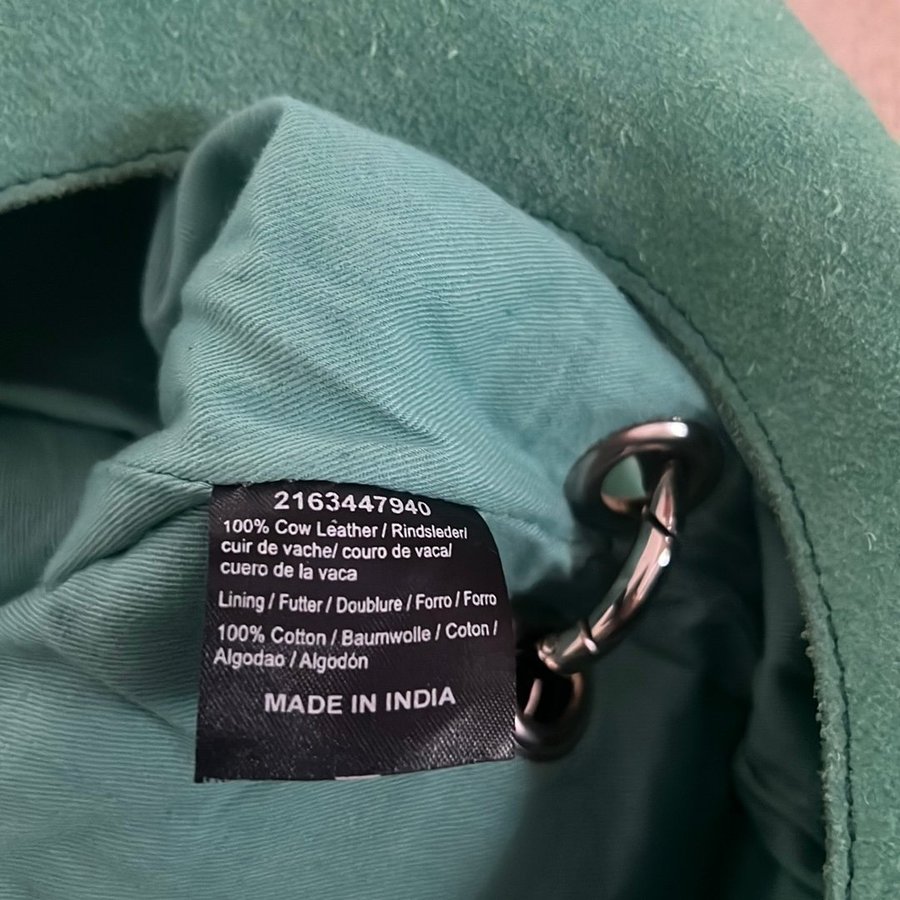 2163447940
100% Cow Leather / Rindsleder/
cuir de vache/ couro de vaca/
cuero de la vaca
Lining / Futter / Doublure / Forro / Forro
100% Cotton / Baumwolle / Coton /
Algodao / Algodón
MADE IN INDIA